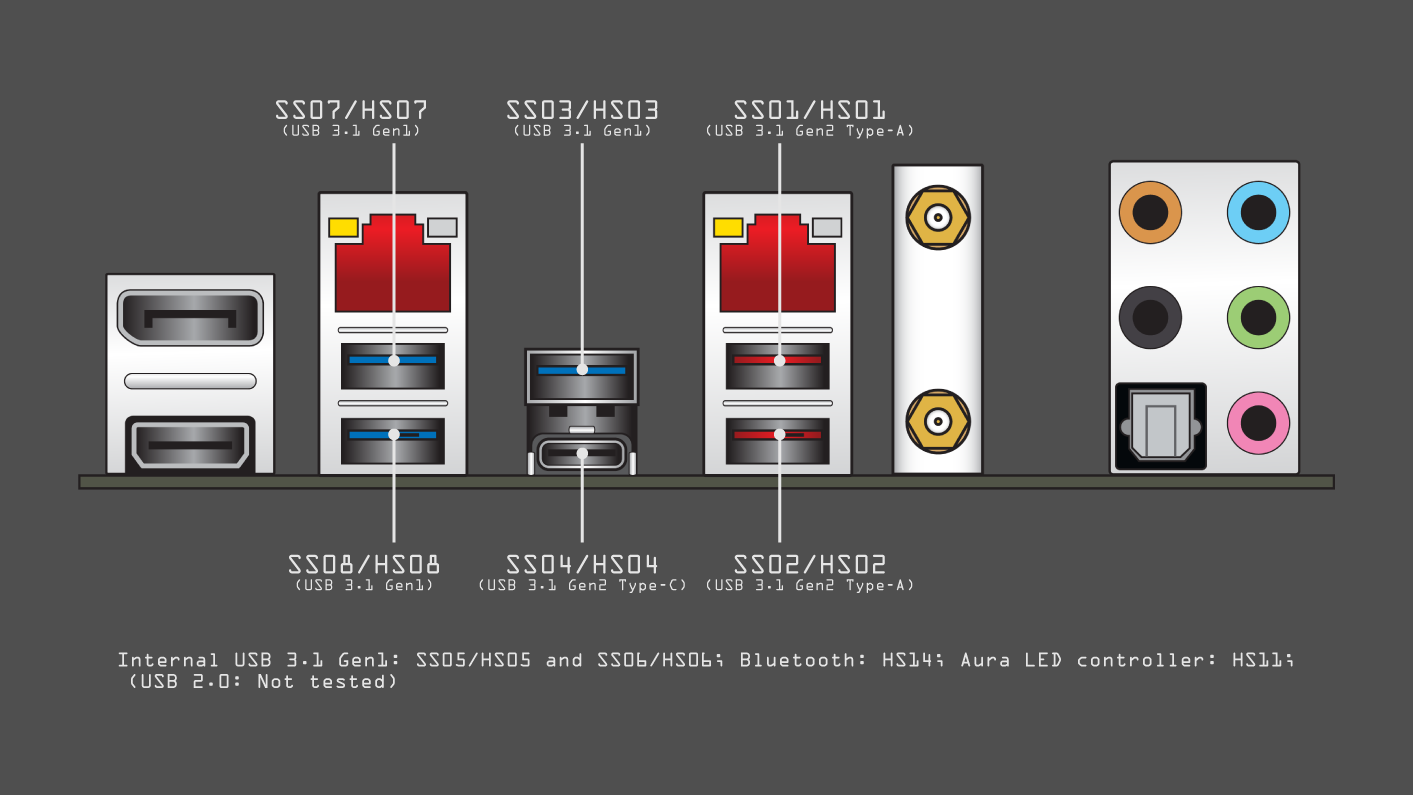 SS07/HS07
(USB 3.1 Gen1)
SS03/HS03
(USB 3.1 Gen1)
SS01/HS01
(USB 3.1 Gen2 Type-A)
SS08/HS08
(USB 3.1 Gen1)
SS04/HS04
(USB 3.1 Gen2 Type-C)
SS02/HS02
(USB 3.1 Gen2 Type-A)
Internal USB 3.1 Gen1: SS05/HS05 and SS06/HS06; Bluetooth: HS14; Aura LED controller: HS11;
(USB 2.0: Not tested)